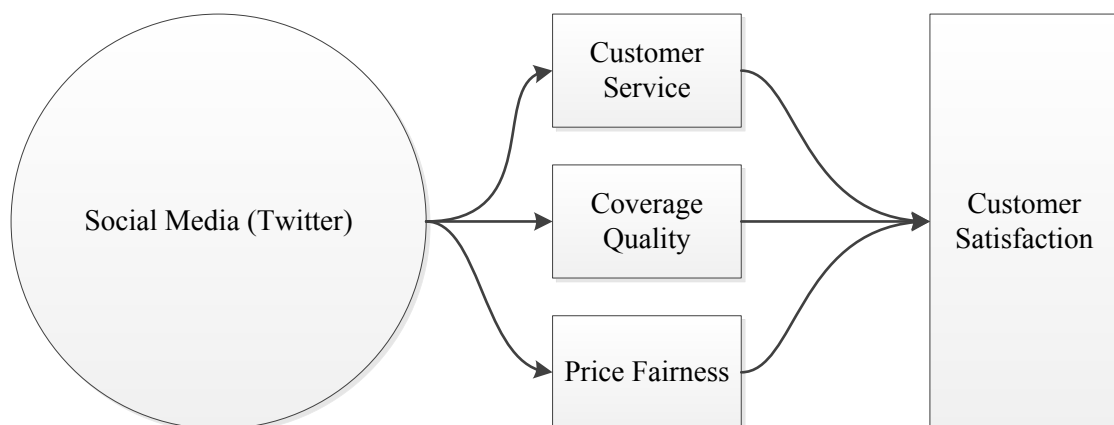 Social Media (Twitter)
Customer
Service
Coverage
Quality
Price Fairness
Customer
Satisfaction